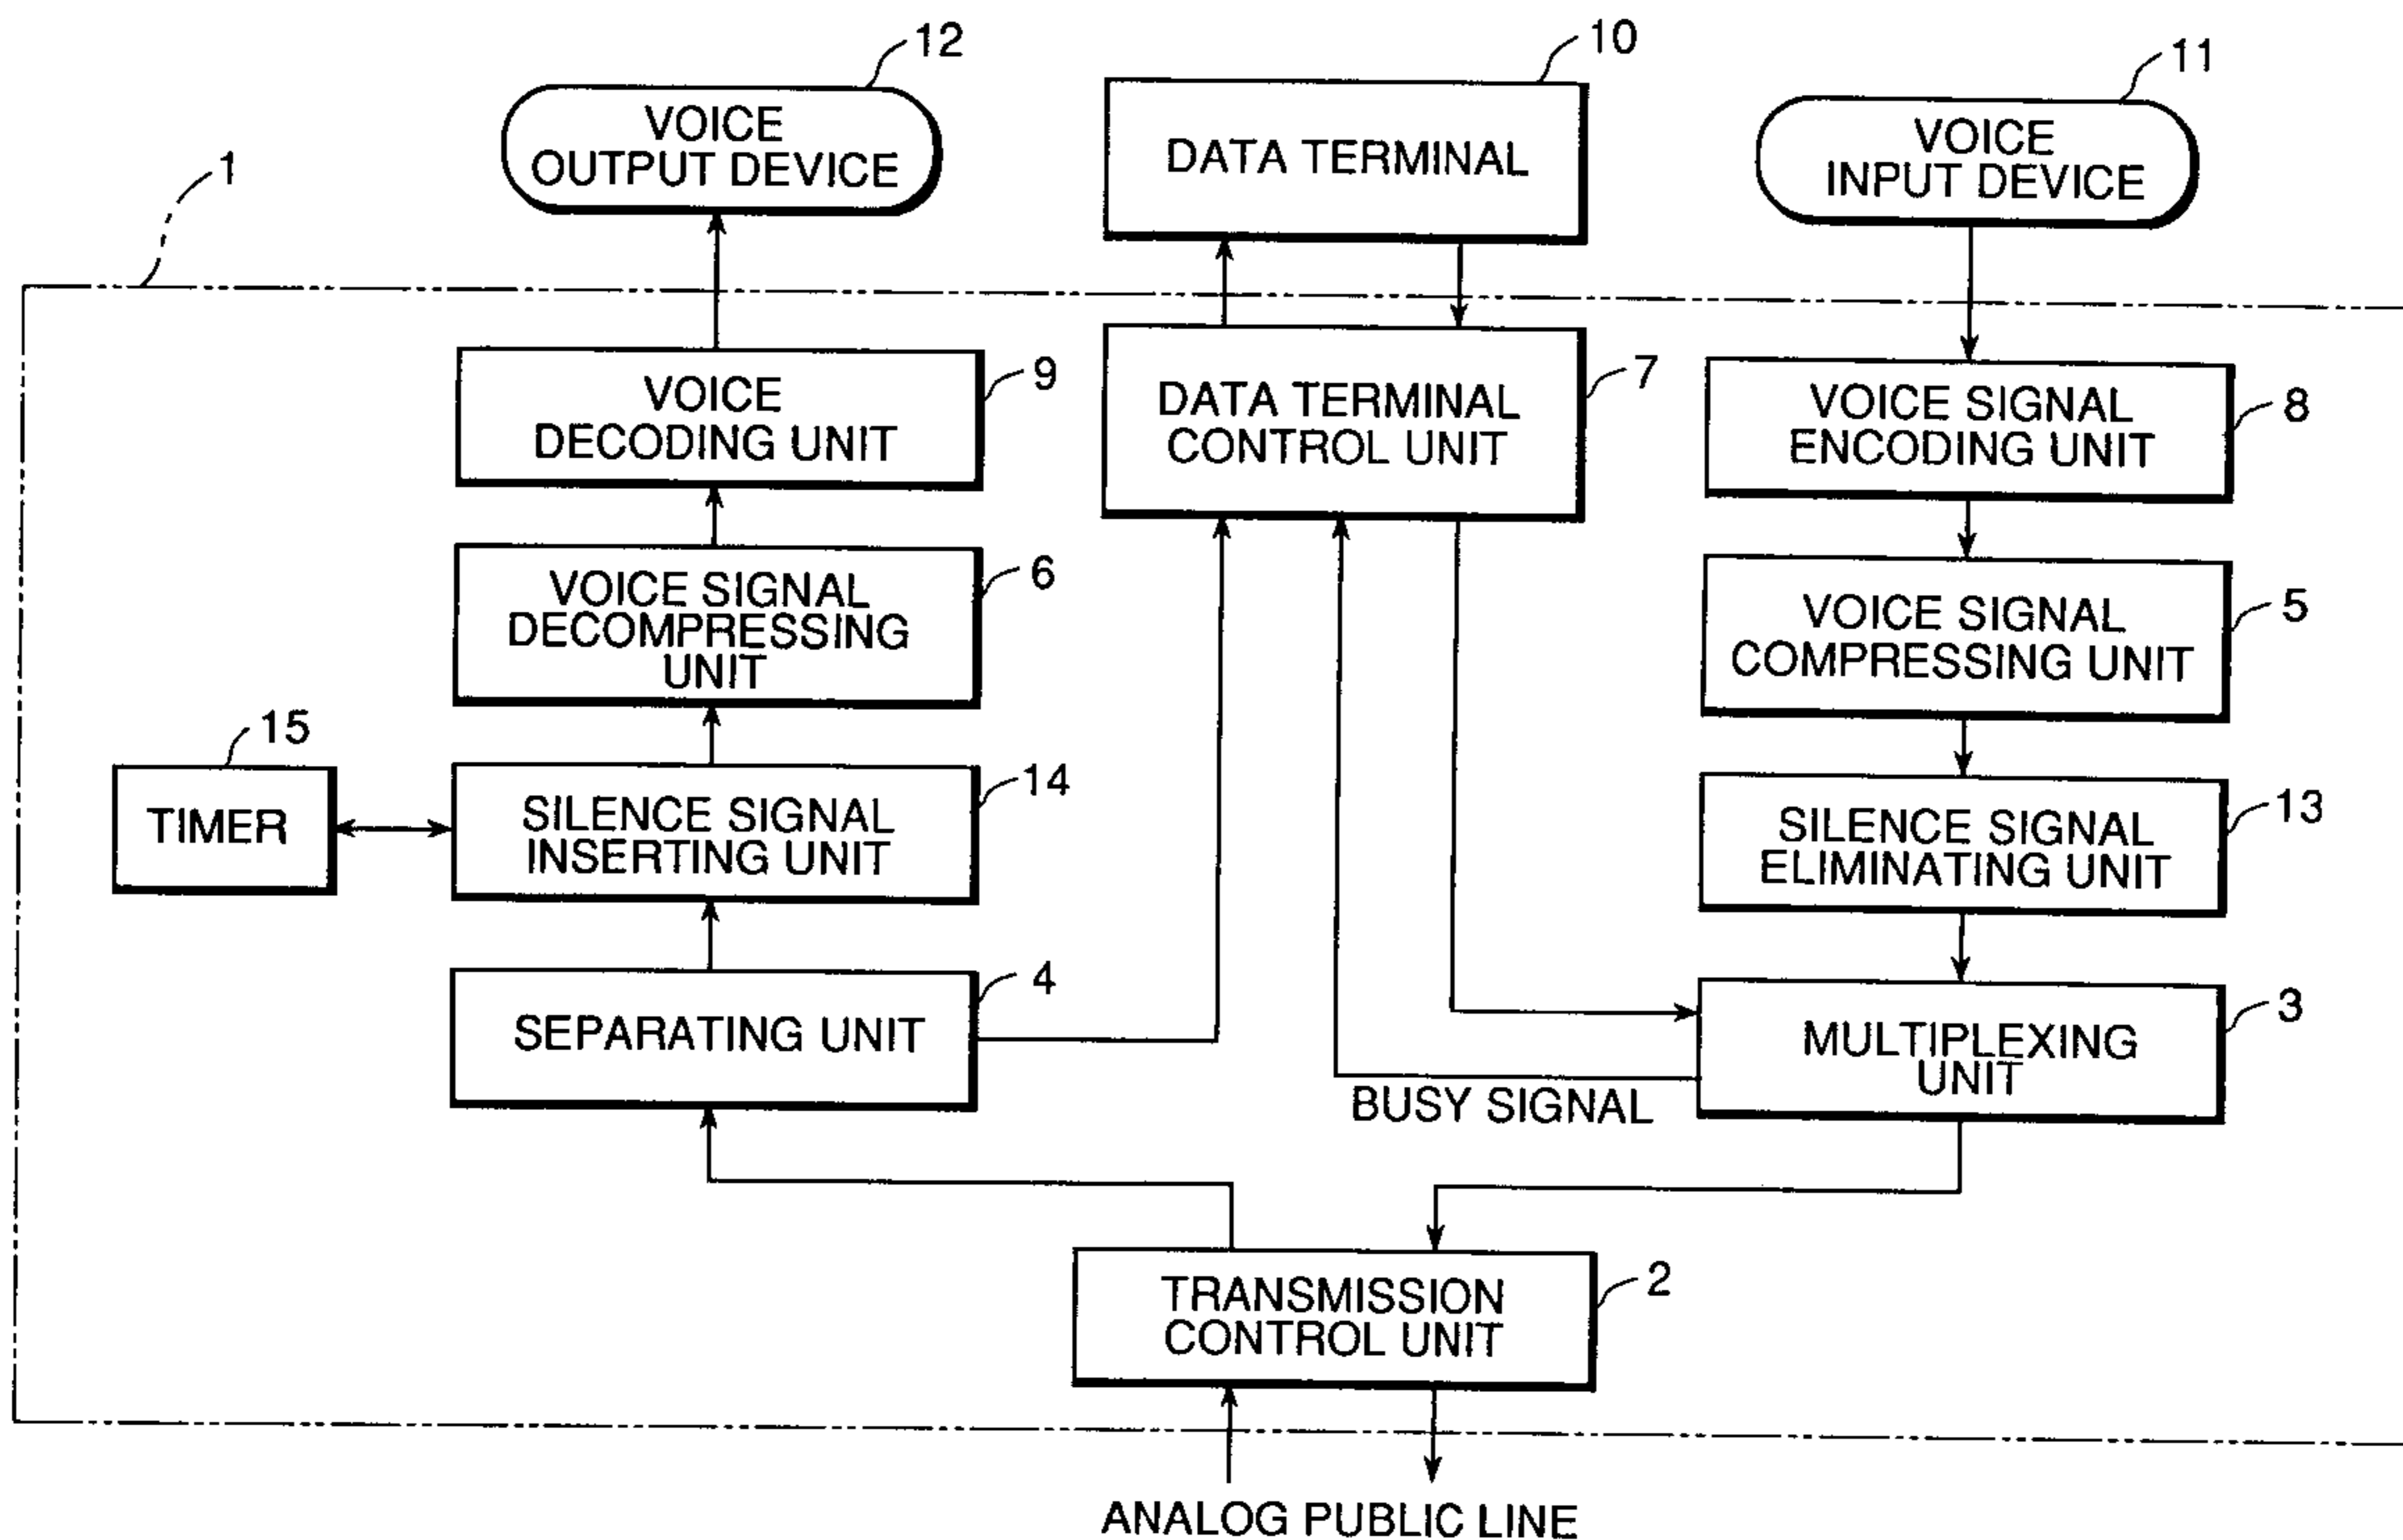 12
10
11
VOICE
OUTPUT DEVICE
DATA TERMINAL
VOICE
INPUT DEVICE
1
9
7
8
VOICE
DECODING UNIT
DATA TERMINAL
CONTROL UNIT
VOICE SIGNAL
ENCODING UNIT
6
5
VOICE SIGNAL
DECOMPRESSING
UNIT
VOICE SIGNAL
COMPRESSING UNIT
15
14
13
TIMER
SILENCE SIGNAL
INSERTING UNIT
SILENCE SIGNAL
ELIMINATING UNIT
4
3
SEPARATING UNIT
MULTIPLEXING
UNIT
BUSY SIGNAL
2
TRANSMISSION
CONTROL UNIT
ANALOG PUBLIC LINE